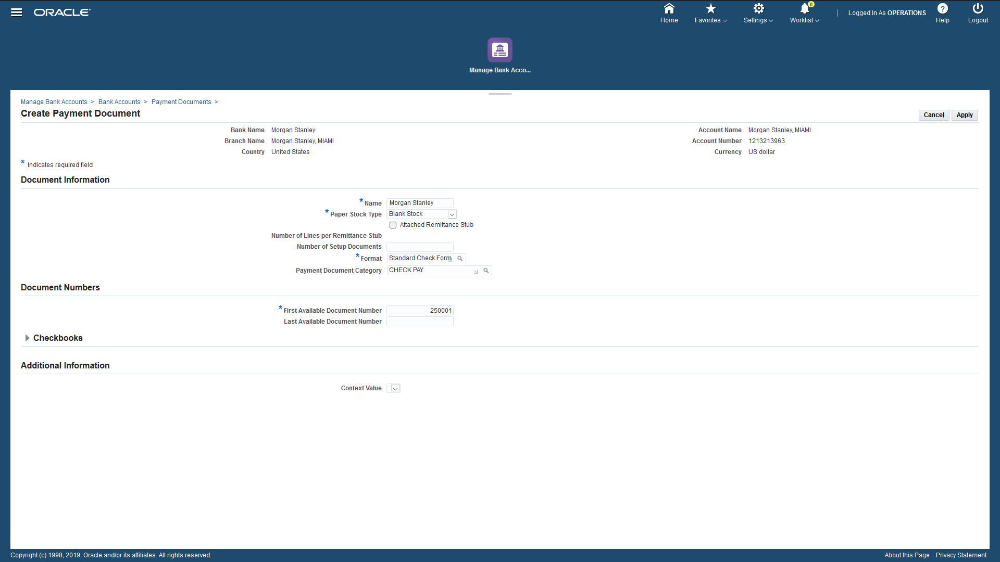 ORACLE
Home
Favorites
Settings
Worklist
0
Logged In As OPERATIONS
?
Help
Logout
Manage Bank Acco...
Manage Bank Accounts > Bank Accounts > Payment Documents >
Create Payment Document
Cancel
Apply
Bank Name Morgan Stanley
Account Name Morgan Stanley, MIAMI
Branch Name Morgan Stanley, MIAMI
Account Number 1213213963
Country United States
Currency US dollar
* Indicates required field
Document Information
* Name Morgan Stanley
* Paper Stock Type Blank Stock
Attached Remittance Stub
Number of Lines per Remittance Stub
Number of Setup Documents
* Format Standard Check Form
Payment Document Category CHECK PAY
Document Numbers
* First Available Document Number 250001
Last Available Document Number
Checkbooks
Additional Information
Context Value
Copyright (c) 1998, 2019, Oracle and/or its affiliates. All rights reserved.
About this Page Privacy Statement